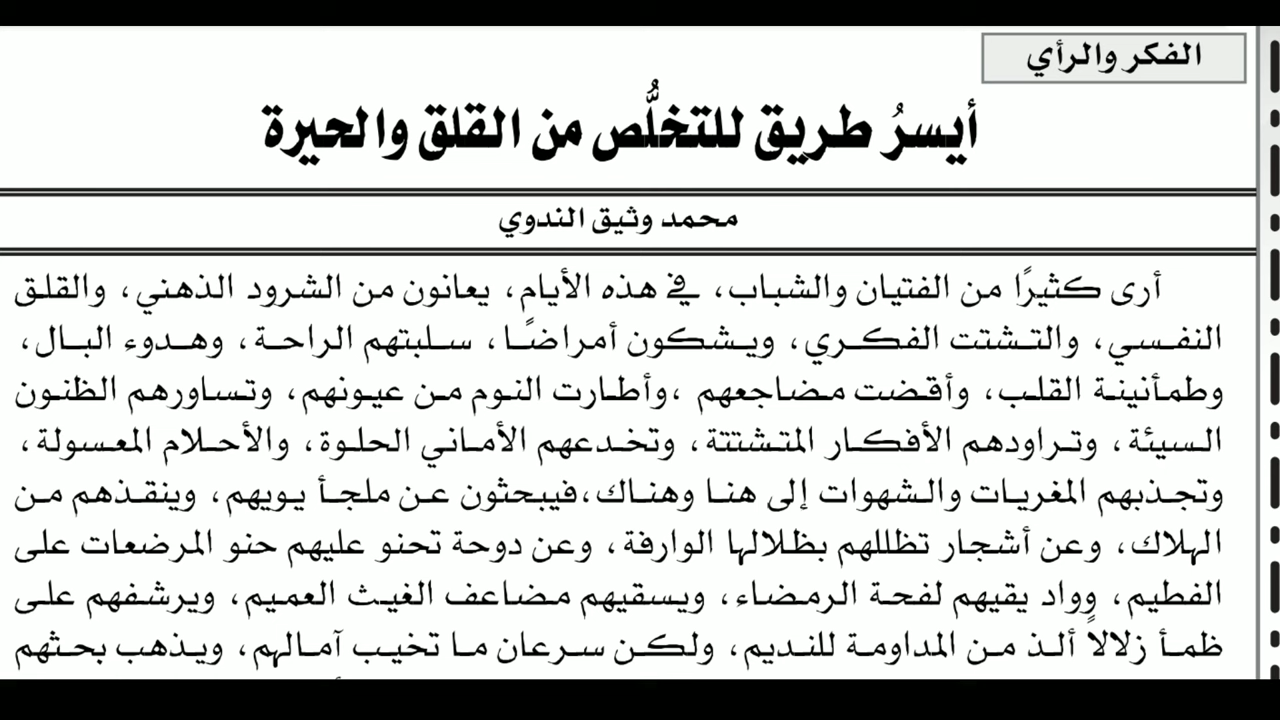 الفكر والرأي
أيسرُ طريق للتخلُّص من القلق والحيرة
محمد وثيق الندوي
أرى كثيرًا من الفتيان والشباب، في هذه الأيام، يعانون من الشرود الذهني، والقلق
النفسي، والتشتت الفكري، ويشكون أمراضًا، سلبتهم الراحة، وهدوء البال،
وطمأنينة القلب، وأقضت مضاجعهم ،وأطارت النوم من عيونهم، وتساورهم الظنون
السيئة، وتراودهم الأفكار المتشتتة، وتخدعهم الأماني الحلوة، والأحلام المعسولة،
وتجذبهم المغريات والشهوات إلى هنا وهناك،فيبحثون عن ملجأ يويهم، وينقذهم من
الهلاك، وعن أشجار تظللهم بظلالها الوارفة، وعن دوحة تحنو عليهم حنو المرضعات على
الفطيم، وواد يقيهم لفحة الرمضاء، ويسقيهم مضاعف الغيث العميم، ويرشفهم على
ظمأ زلالاً ألذ من المداومة للنديم، ولكن سرعان ما تخيب آمالهم، ويذهب بحثهم